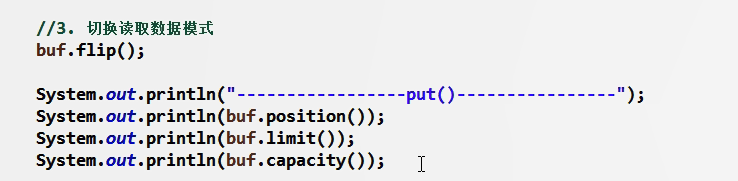 //3. 切换读取数据模式
buf.flip();
System.out.println("-----------------put()----------------");
System.out.println(buf.position());
System.out.println(buf.limit());
System.out.println(buf.capacity());